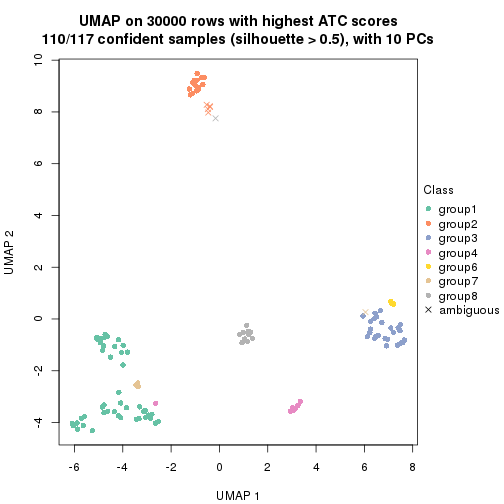 UMAP on 30000 rows with highest ATC scores
110/117 confident samples (silhouette > 0.5), with 10 PCs
10
8
6
4
2
0
-2
-4
UMAP 2
-6
-4
-2
0
2
4
6
8
UMAP 1
Class
group1
group2
group3
group4
group6
group7
group8
ambiguous